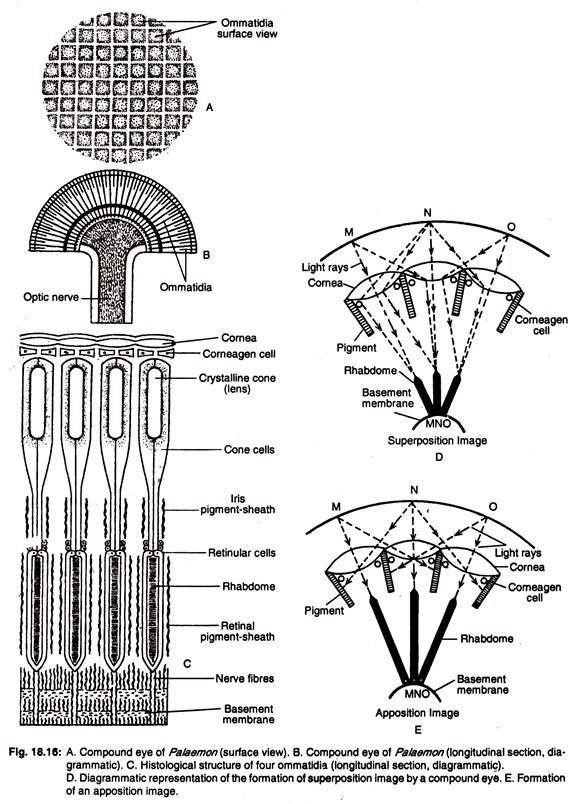 Ommatidia
surface view
A
B
Ommatidia
Optic nerve
Cornea
Corneagen cell
Crystalline cone
(lens)
Cone cells
Iris
pigment-sheath
Retinular cells
Rhabdome
Retinal
pigment-sheath
C
Nerve fibres
Basement
membrane
M
N
O
Light rays
Cornea
Corneagen
cell
Pigment
Rhabdome
Basement
membrane
MNO
Superposition Image
D
M
N
O
Light rays
Cornea
Corneagen
cell
Pigment
Rhabdome
Basement
membrane
MNO
Apposition Image
E
Fig. 18.16: A. Compound eye of Palaemon (surface view). B. Compound eye of Palaemon (longitudinal section, dia-
grammatic). C. Histological structure of four ommatidia (longitudinal section, diagrammatic).
D. Diagrammatic representation of the formation of superposition image by a compound eye. E. Formation
of an apposition image.